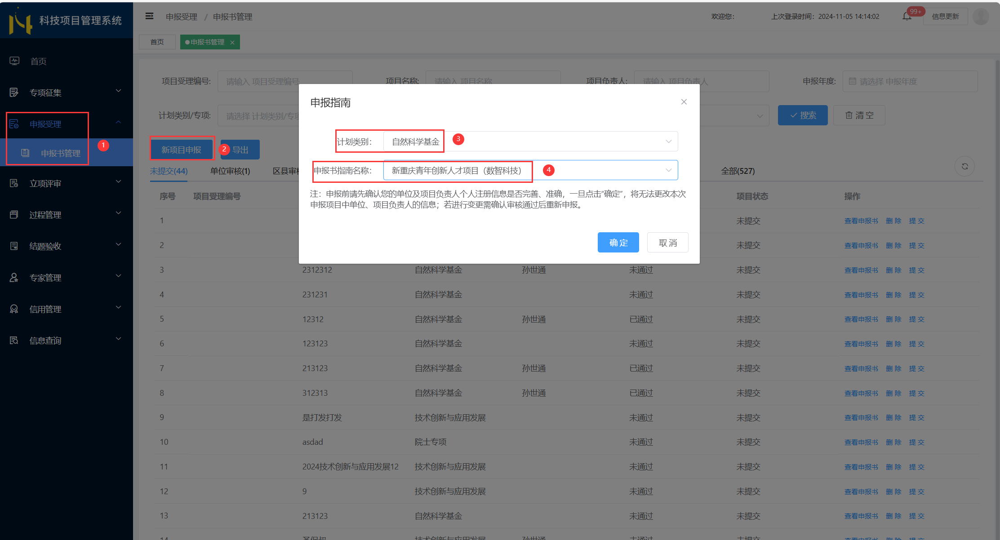 科技项目管理系统
申报受理 / 申报书管理
欢迎您：
上次登录时间：2024-11-05 14:14:02
99+
信息更新
首页
申报书管理 ×
首页
专项征集
申报受理
申报书管理
1
立项评审
过程管理
结题验收
专家管理
信用管理
信息查询
项目受理编号: 请输入 项目受理编号
项目名称: 请输入 项目名称
项目负责人: 请输入 项目负责人
申报年度: 请选择 申报年度
计划类别/专项: 请选择 计划类别/专项
搜索
清 空
新项目申报 2 导出
未提交(44)
单位审核(1)
区县审核
全部(527)
申报指南
计划类别： 自然科学基金 3
申报书指南名称： 新重庆青年创新人才项目（数智科技） 4
注：申报前请先确认您的单位及项目负责人个人注册信息是否完善、准确，一旦点击“确定”，将无法更改本次
申报项目中单位、项目负责人的信息；若进行变更需确认审核通过后重新申报。
确 定
取 消
序号 项目受理编号 项目状态 操作
1 未提交 查看申报书 删 除 提 交
2 未提交 查看申报书 删 除 提 交
3 2312312 自然科学基金 孙世通 未通过 未提交 查看申报书 删 除 提 交
4 231231 自然科学基金 未通过 未提交 查看申报书 删 除 提 交
5 12312 自然科学基金 孙世通 已通过 未提交 查看申报书 删 除 提 交
6 123123 自然科学基金 未通过 未提交 查看申报书 删 除 提 交
7 213123 自然科学基金 孙世通 已通过 未提交 查看申报书 删 除 提 交
8 312313 自然科学基金 孙世通 已通过 未提交 查看申报书 删 除 提 交
9 是打发打发 技术创新与应用发展 未通过 未提交 查看申报书 删 除 提 交
10 asdad 院士专项 未通过 未提交 查看申报书 删 除 提 交
11 2024技术创新与应用发展12 技术创新与应用发展 未通过 未提交 查看申报书 删 除 提 交
12 9 技术创新与应用发展 未通过 未提交 查看申报书 删 除 提 交
13 213123 自然科学基金 未通过 未提交 查看申报书 删 除 提 交
14 技术创新与应用发展 孙世通 未通过 未提交 查看申报书 删 除 提 交